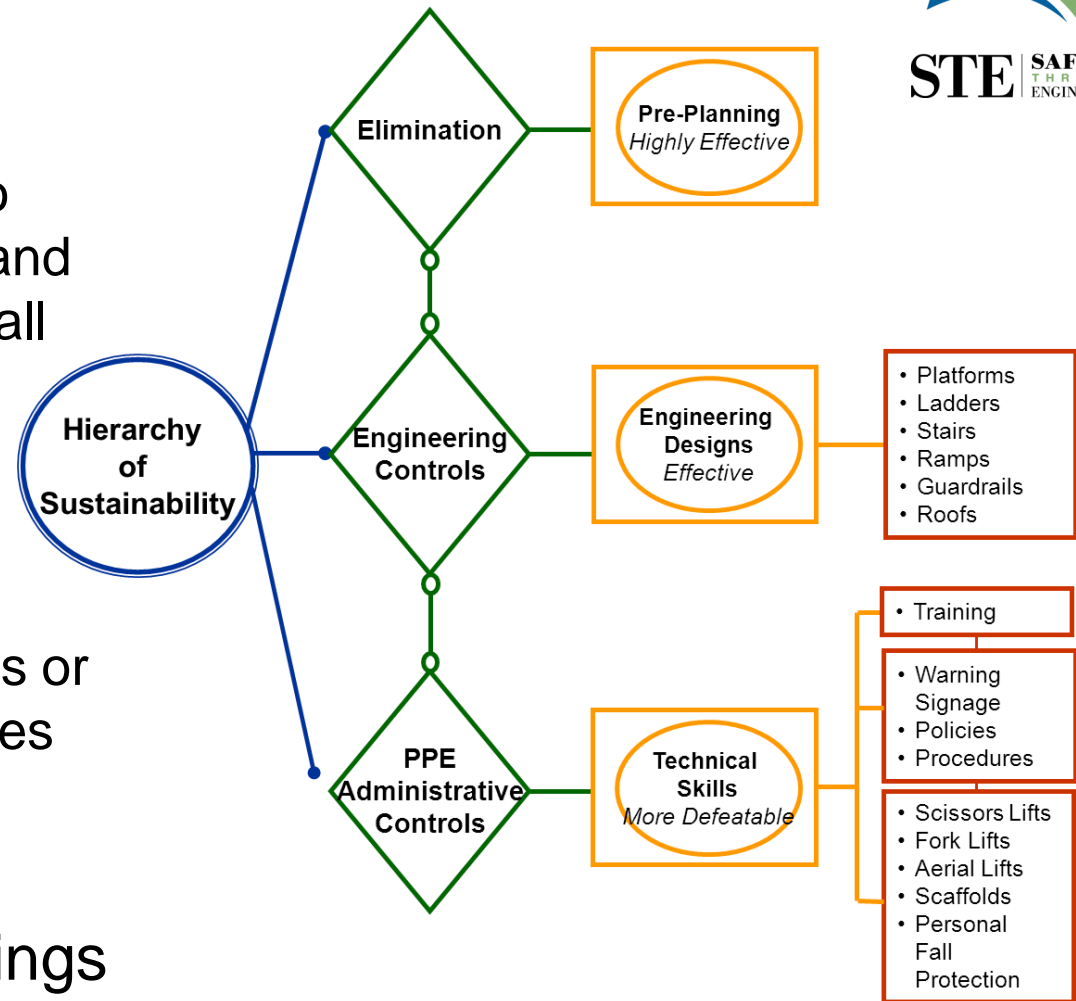 STE
and
all
Hierarchy
of
Sustainability
s or
es
ings
Elimination
Pre-Planning
Highly Effective
Engineering
Controls
Engineering
Designs
Effective
• Platforms
• Ladders
• Stairs
• Ramps
• Guardrails
• Roofs
PPE
Administrative
Controls
Technical
Skills
More Defeatable
• Training
• Warning
Signage
• Policies
• Procedures
• Scissors Lifts
• Fork Lifts
• Aerial Lifts
• Scaffolds
• Personal
Fall
Protection